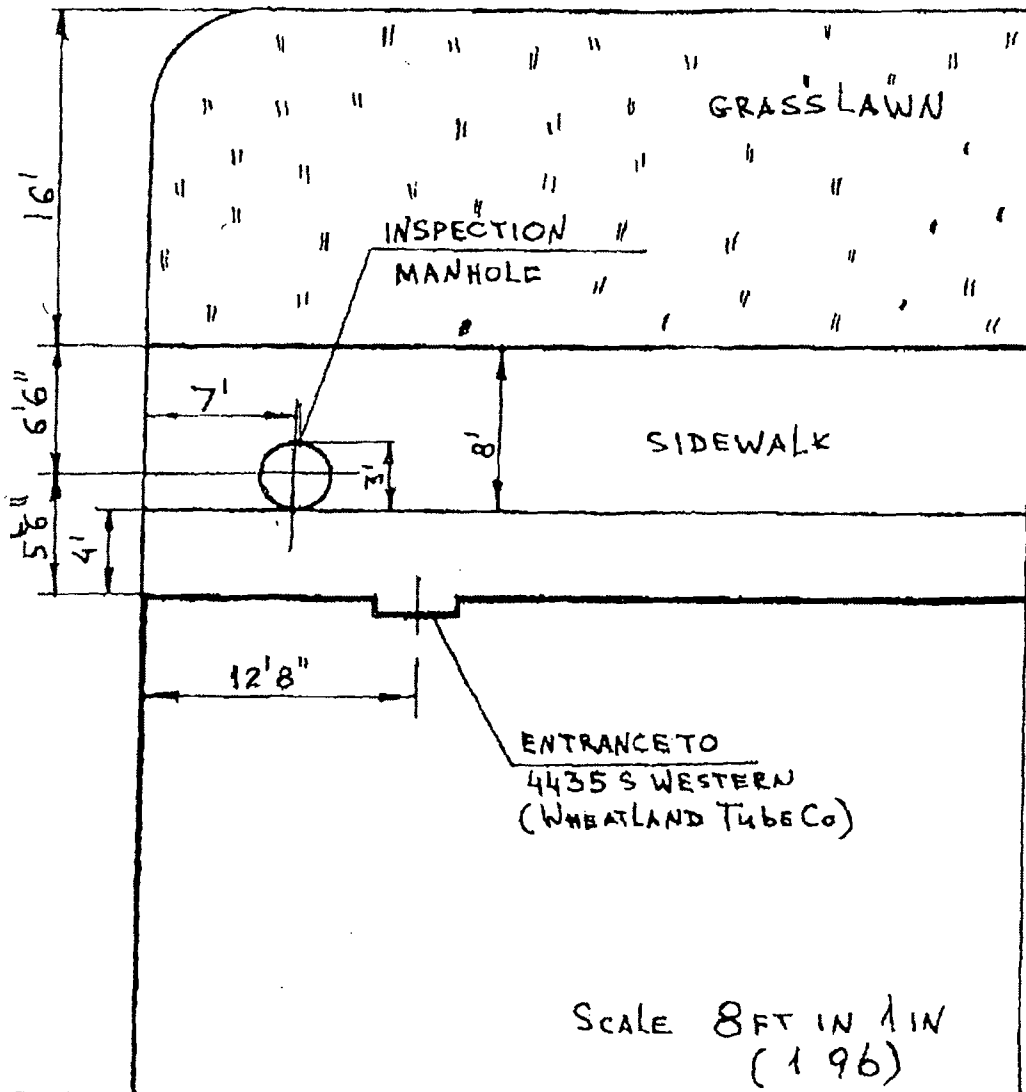 GRASS LAWN
16'
INSPECTION
MANHOLE
6'6"
7'
8'
SIDEWALK
3'
5'6"
4'
12'8"
ENTRANCE TO
4435 S WESTERN
(WHEATLAND TUbE Co)
SCALE 8 FT IN 1 IN
(1 96)